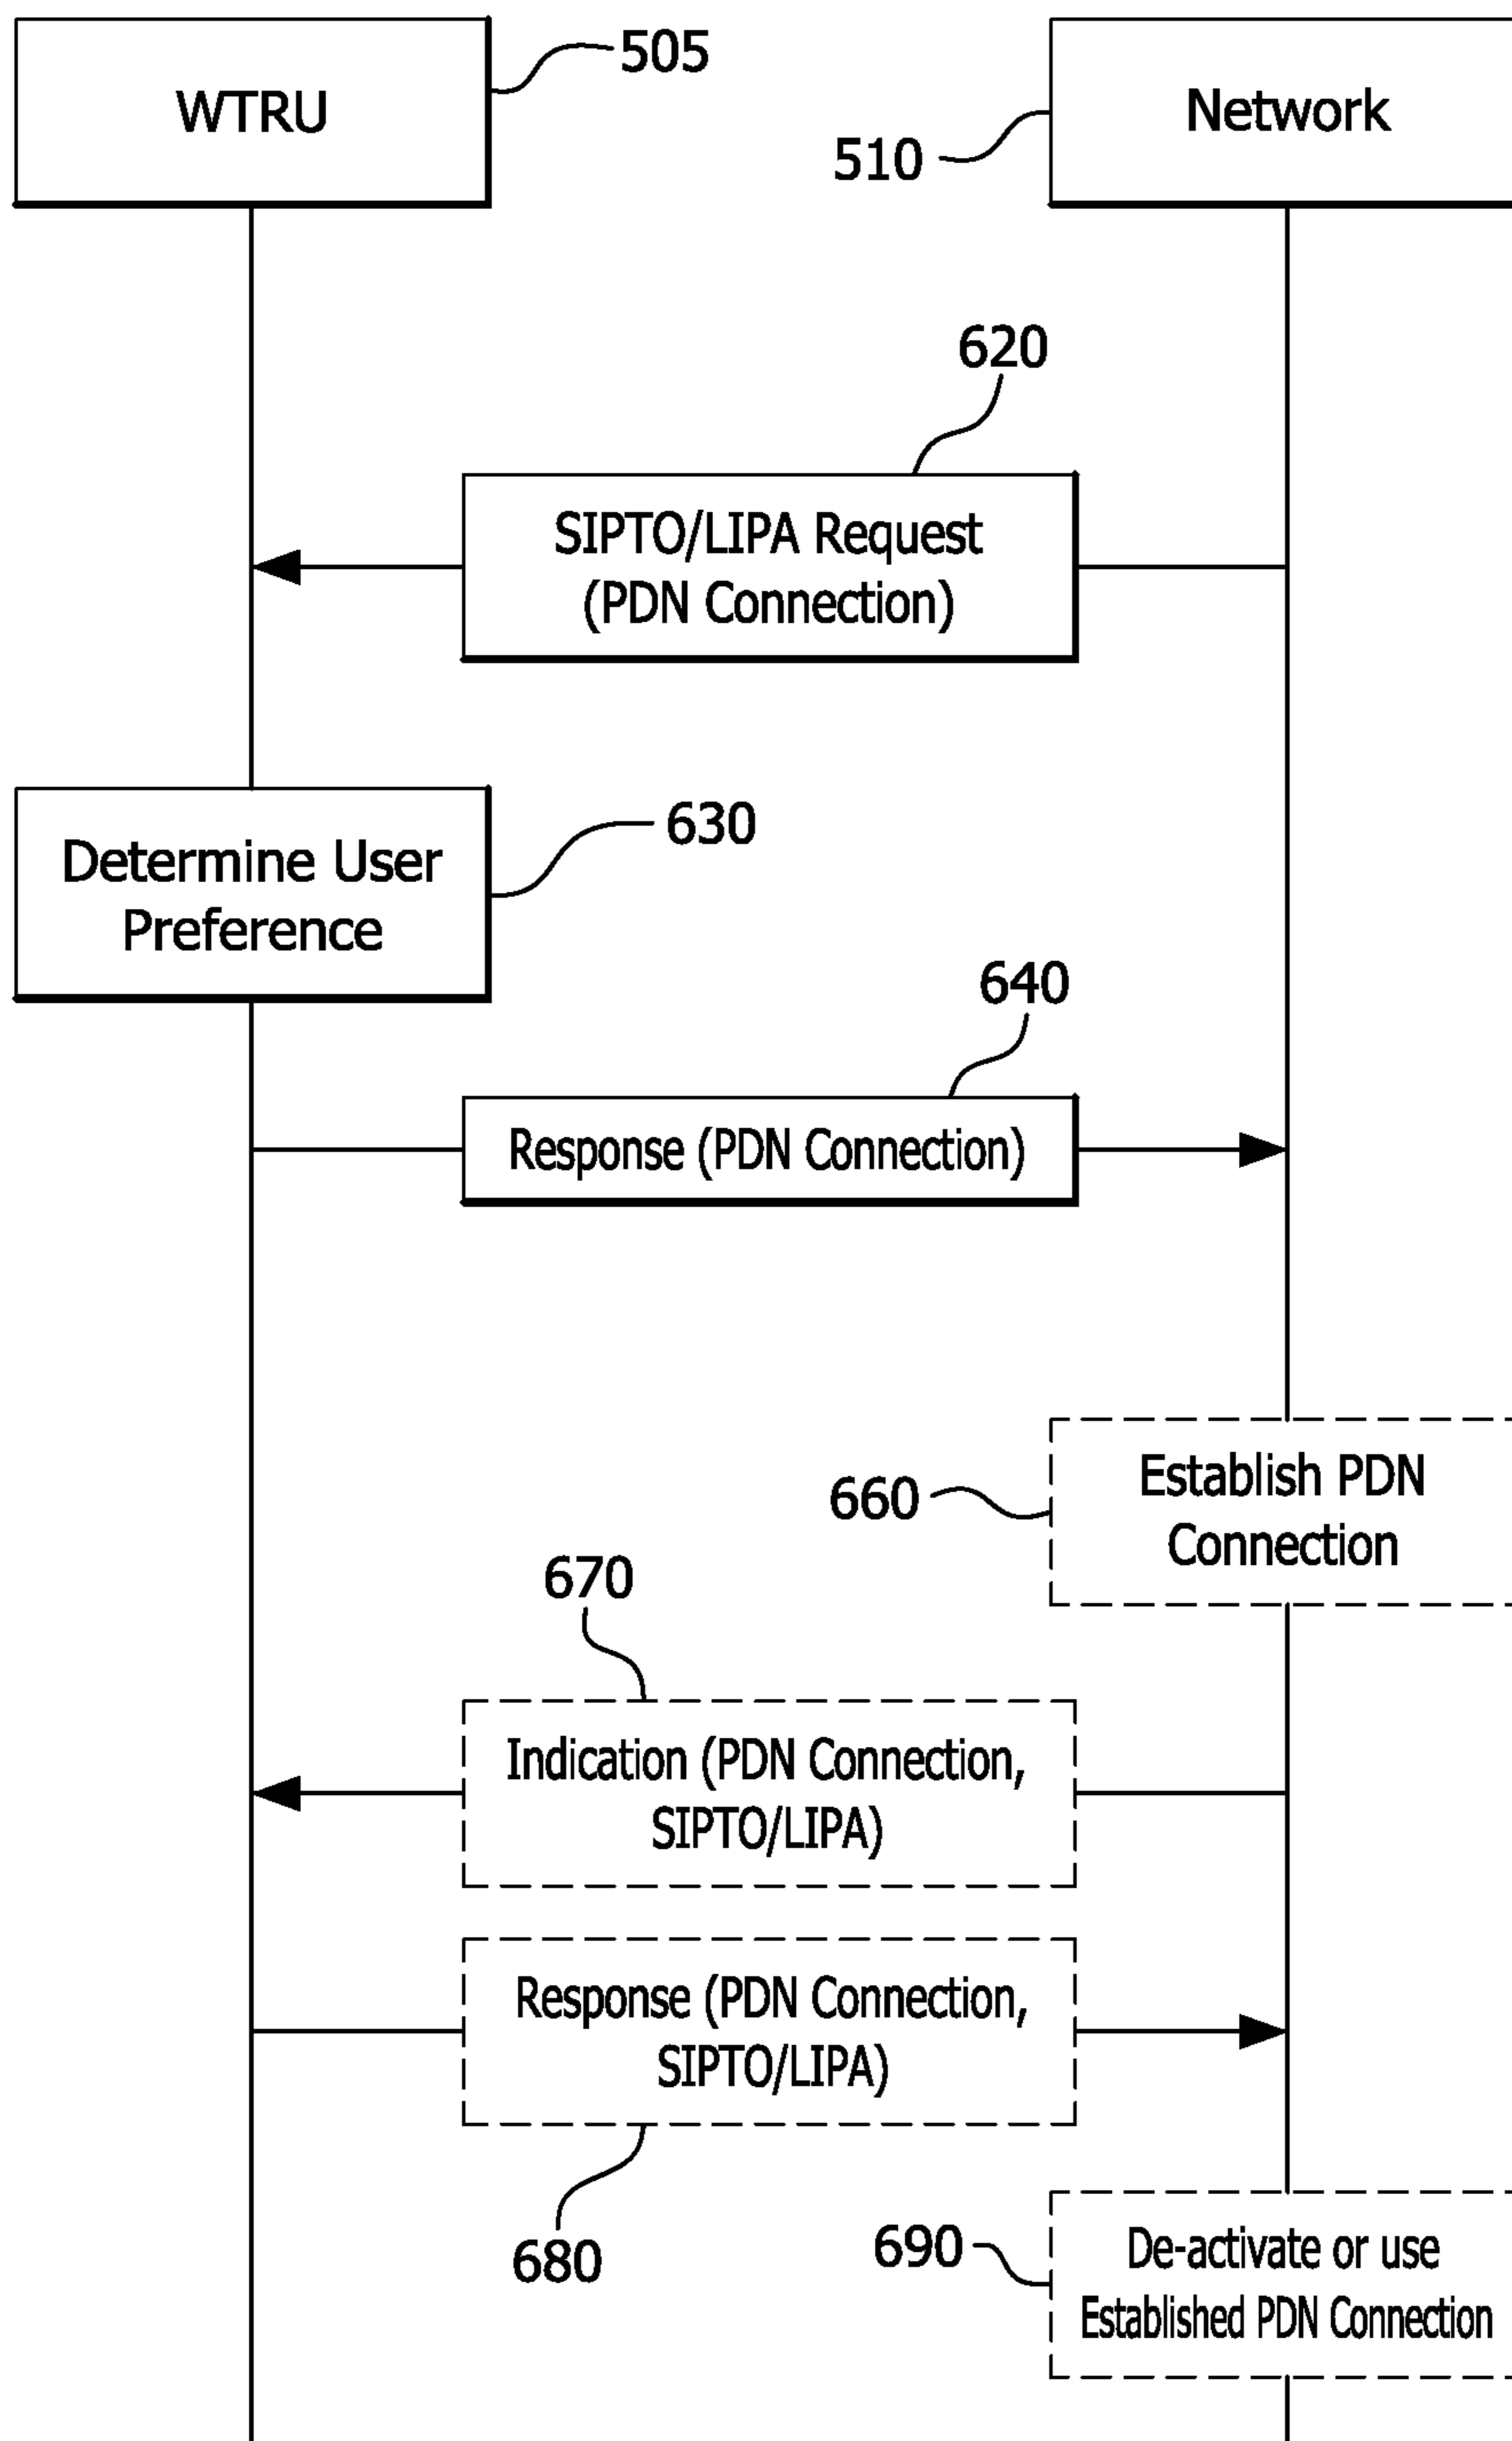 WTRU
505
Network
510
620
SIPTO/LIPA Request
(PDN Connection)
Determine User
Preference
630
640
Response (PDN Connection)
Establish PDN
Connection
660
670
Indication (PDN Connection,
SIPTO/LIPA)
Response (PDN Connection,
SIPTO/LIPA)
680
690
De-activate or use
Established PDN Connection